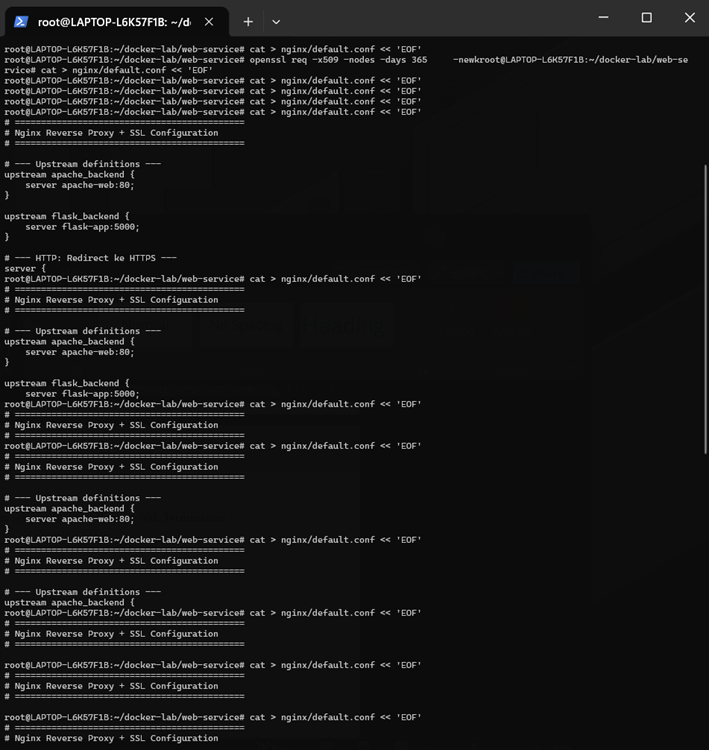 root@LAPTOP-L6K57F1B: ~/d
root@LAPTOP-L6K57F1B:~/docker-lab/web-service# cat > nginx/default.conf << 'EOF'
root@LAPTOP-L6K57F1B:~/docker-lab/web-service# openssl req -x509 -nodes -days 365     -newkroot@LAPTOP-L6K57F1B:~/docker-lab/web-se
rvice# cat > nginx/default.conf << 'EOF'
root@LAPTOP-L6K57F1B:~/docker-lab/web-service# cat > nginx/default.conf << 'EOF'
root@LAPTOP-L6K57F1B:~/docker-lab/web-service# cat > nginx/default.conf << 'EOF'
root@LAPTOP-L6K57F1B:~/docker-lab/web-service# cat > nginx/default.conf << 'EOF'
root@LAPTOP-L6K57F1B:~/docker-lab/web-service# cat > nginx/default.conf << 'EOF'
# ============================================
# Nginx Reverse Proxy + SSL Configuration
# ============================================

# --- Upstream definitions ---
upstream apache_backend {
    server apache-web:80;
}

upstream flask_backend {
    server flask-app:5000;
}

# --- HTTP: Redirect ke HTTPS ---
server {
root@LAPTOP-L6K57F1B:~/docker-lab/web-service# cat > nginx/default.conf << 'EOF'
# ============================================
# Nginx Reverse Proxy + SSL Configuration
# ============================================

# --- Upstream definitions ---
upstream apache_backend {
    server apache-web:80;
}

upstream flask_backend {
    server flask-app:5000;
root@LAPTOP-L6K57F1B:~/docker-lab/web-service# cat > nginx/default.conf << 'EOF'
# ============================================
# Nginx Reverse Proxy + SSL Configuration
# ============================================
root@LAPTOP-L6K57F1B:~/docker-lab/web-service# cat > nginx/default.conf << 'EOF'
# ============================================
# Nginx Reverse Proxy + SSL Configuration
# ============================================

# --- Upstream definitions ---
upstream apache_backend {
    server apache-web:80;
}
root@LAPTOP-L6K57F1B:~/docker-lab/web-service# cat > nginx/default.conf << 'EOF'
# ============================================
# Nginx Reverse Proxy + SSL Configuration
# ============================================

# --- Upstream definitions ---
upstream apache_backend {
root@LAPTOP-L6K57F1B:~/docker-lab/web-service# cat > nginx/default.conf << 'EOF'
# ============================================
# Nginx Reverse Proxy + SSL Configuration
# ============================================

root@LAPTOP-L6K57F1B:~/docker-lab/web-service# cat > nginx/default.conf << 'EOF'
# ============================================
# Nginx Reverse Proxy + SSL Configuration
# ============================================

root@LAPTOP-L6K57F1B:~/docker-lab/web-service# cat > nginx/default.conf << 'EOF'
# ============================================
# Nginx Reverse Proxy + SSL Configuration